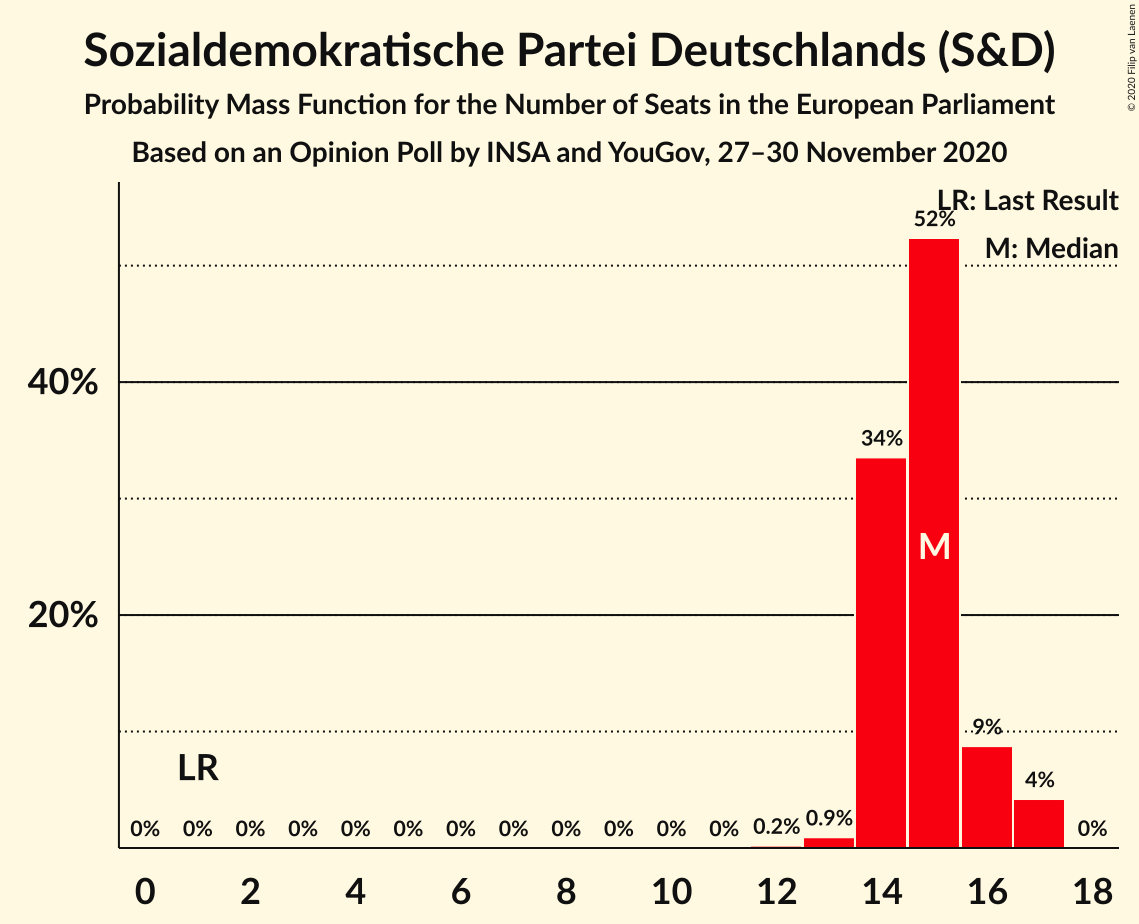 Sozialdemokratische Partei Deutschlands (S&D)
Probability Mass Function for the Number of Seats in the European Parliament
Based on an Opinion Poll by INSA and YouGov, 27–30 November 2020
© 2020 Filip van Laenen
LR: Last Result
M: Median
52%
40%
34%
M
20%
9%
LR
4%
0% 0% 0% 0% 0% 0% 0% 0% 0% 0% 0% 0% 0.2% 0.9% 0%
0 2 4 6 8 10 12 14 16 18